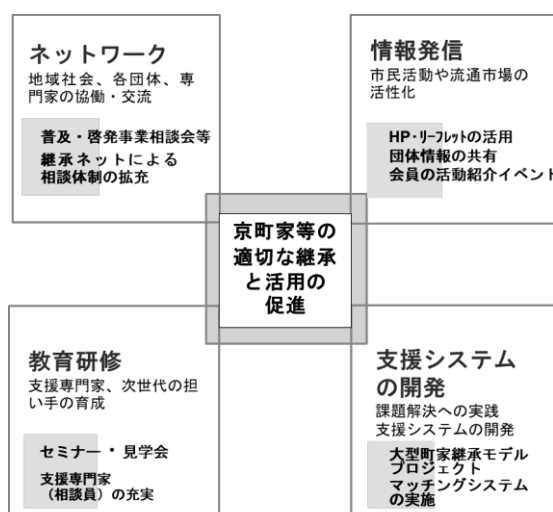 ネットワーク
地域社会、各団体、専
門家の協働・交流
普及・啓発事業相談会等
継承ネットによる
相談体制の拡充
情報発信
市民活動や流通市場の
活性化
HP・リーフレットの活用
団体情報の共有
会員の活動紹介イベント
京町家等の
適切な継承
と活用の
促進
教育研修
支援専門家、次世代の担
い手の育成
セミナー・見学会
支援専門家
（相談員）の充実
支援システム
の開発
課題解決への実践
支援システムの開発
大型町家継承モデル
プロジェクト
マッチングシステム
の実施